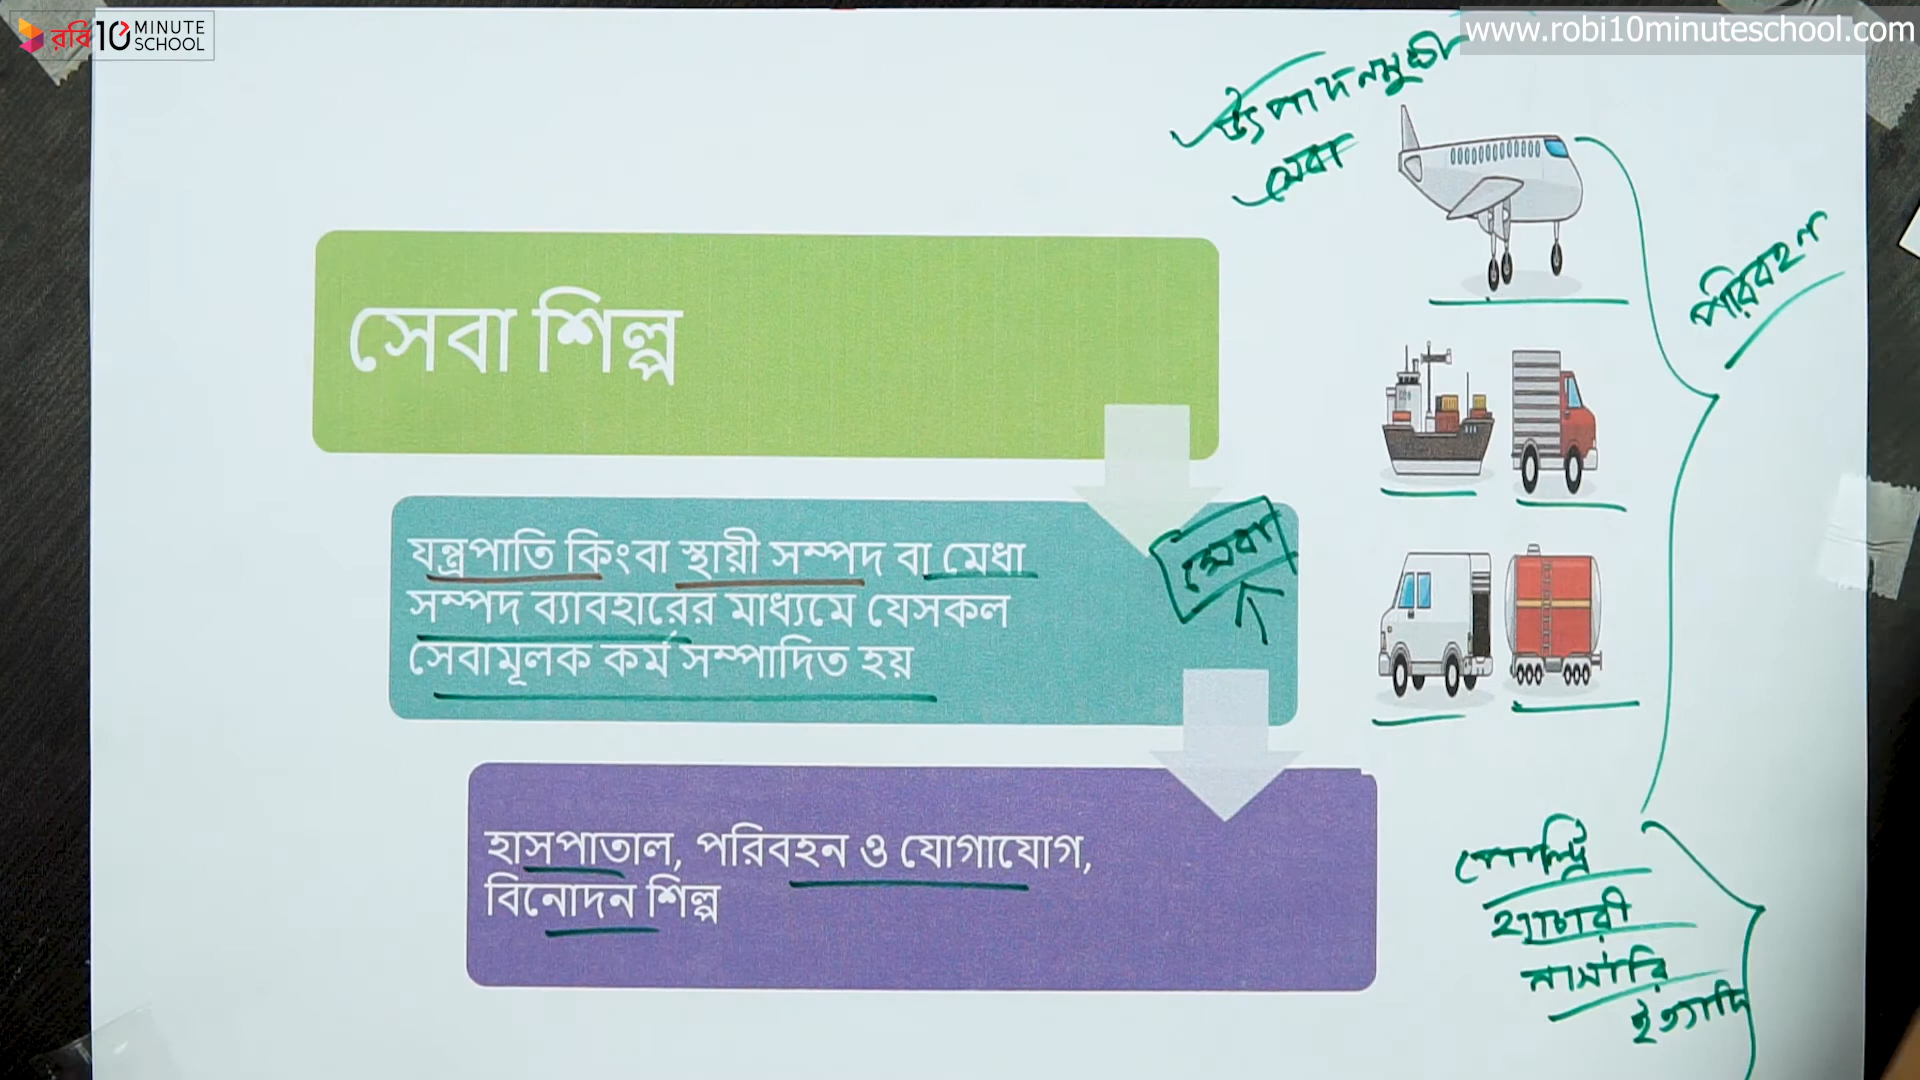 রবি 10 MINUTE SCHOOL
www.robi10minuteschool.com
উৎপাদনমুখী
সেবা
পরিবহণ
সেবা শিল্প
যন্ত্রপাতি কিংবা স্থায়ী সম্পদ বা মেধা
সম্পদ ব্যাবহারের মাধ্যমে যেসকল
সেবামূলক কর্ম সম্পাদিত হয়
সেবা
হাসপাতাল, পরিবহন ও যোগাযোগ,
বিনোদন শিল্প
পোল্ট্রি
হ্যাচারী
নার্সারি
ইত্যাদি